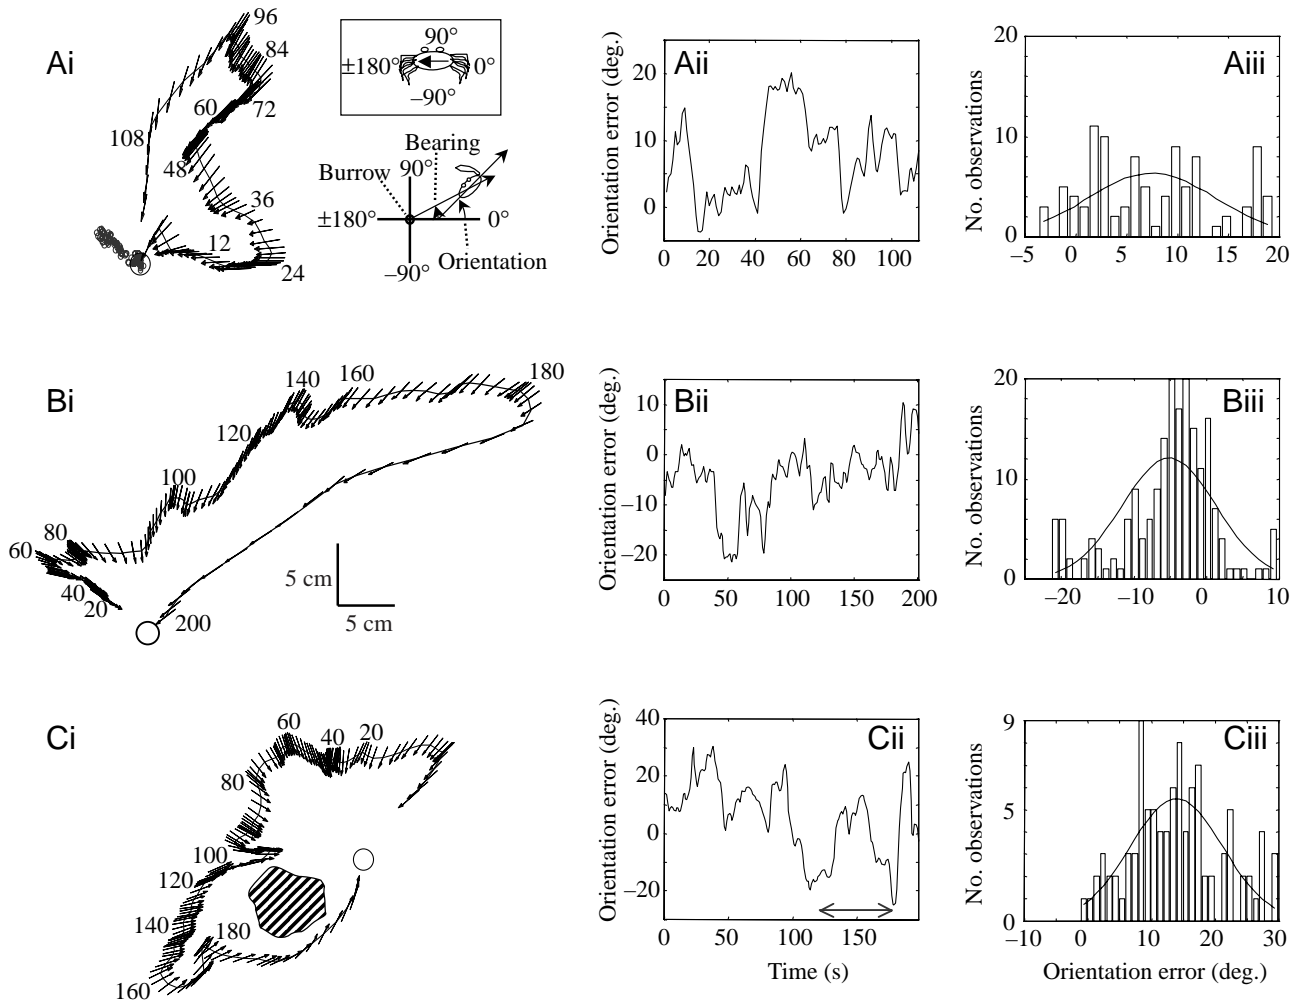 Ai
96
84
72
60
48
36
24
12
108
90°
±180°
0°
−90°
Bearing
Burrow
90°
±180°
0°
−90°
Orientation
Aii
Orientation error (deg.)
20
10
0
0 20 40 60 80 100
Aiii
No. observations
20
10
0
−5 0 5 10 15 20
Bi
180
160
140
120
100
80
60
40
20
200
5 cm
5 cm
Bii
Orientation error (deg.)
10
0
−10
−20
0 50 100 150 200
Biii
No. observations
20
10
0
−20 −10 0 10
Ci
60
40
20
80
100
120
140
160
180
Cii
Orientation error (deg.)
40
20
0
−20
0 50 100 150
Time (s)
Ciii
No. observations
9
5
0
−10 0 10 20 30
Orientation error (deg.)